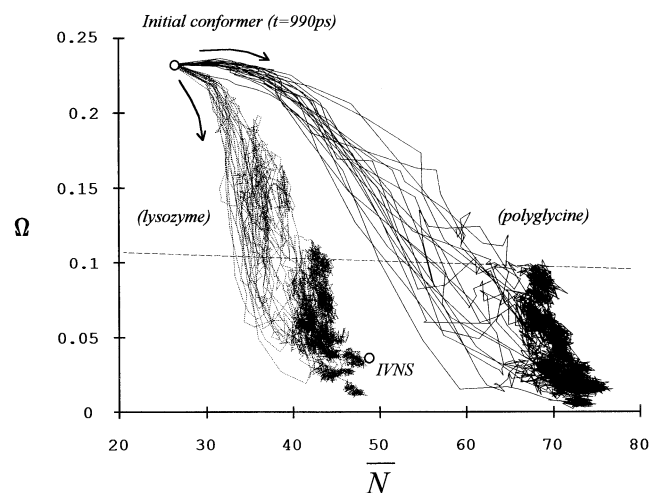 Initial conformer (t=990ps)
0.25
0.2
0.15
0.1
0.05
0
Ω
(lysozyme)
(polyglycine)
IVNS
20 30 40 50 60 70 80
N̅